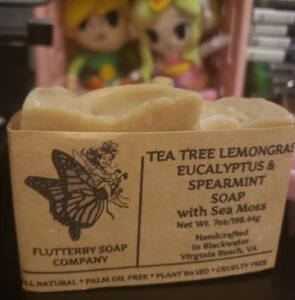 TEA TREE LEMONGRAS
EUCALYPTUS &
SPEARMINT
SOAP
with Sea Moss
Net Wt. 7oz/198.44g
Handcrafted
in Blackwater
Virginia Beach, VA
FLUTTERBY SOAP
COMPANY
ALL NATURAL * PALM OIL FREE * PLANT BASED * CRUELTY FREE